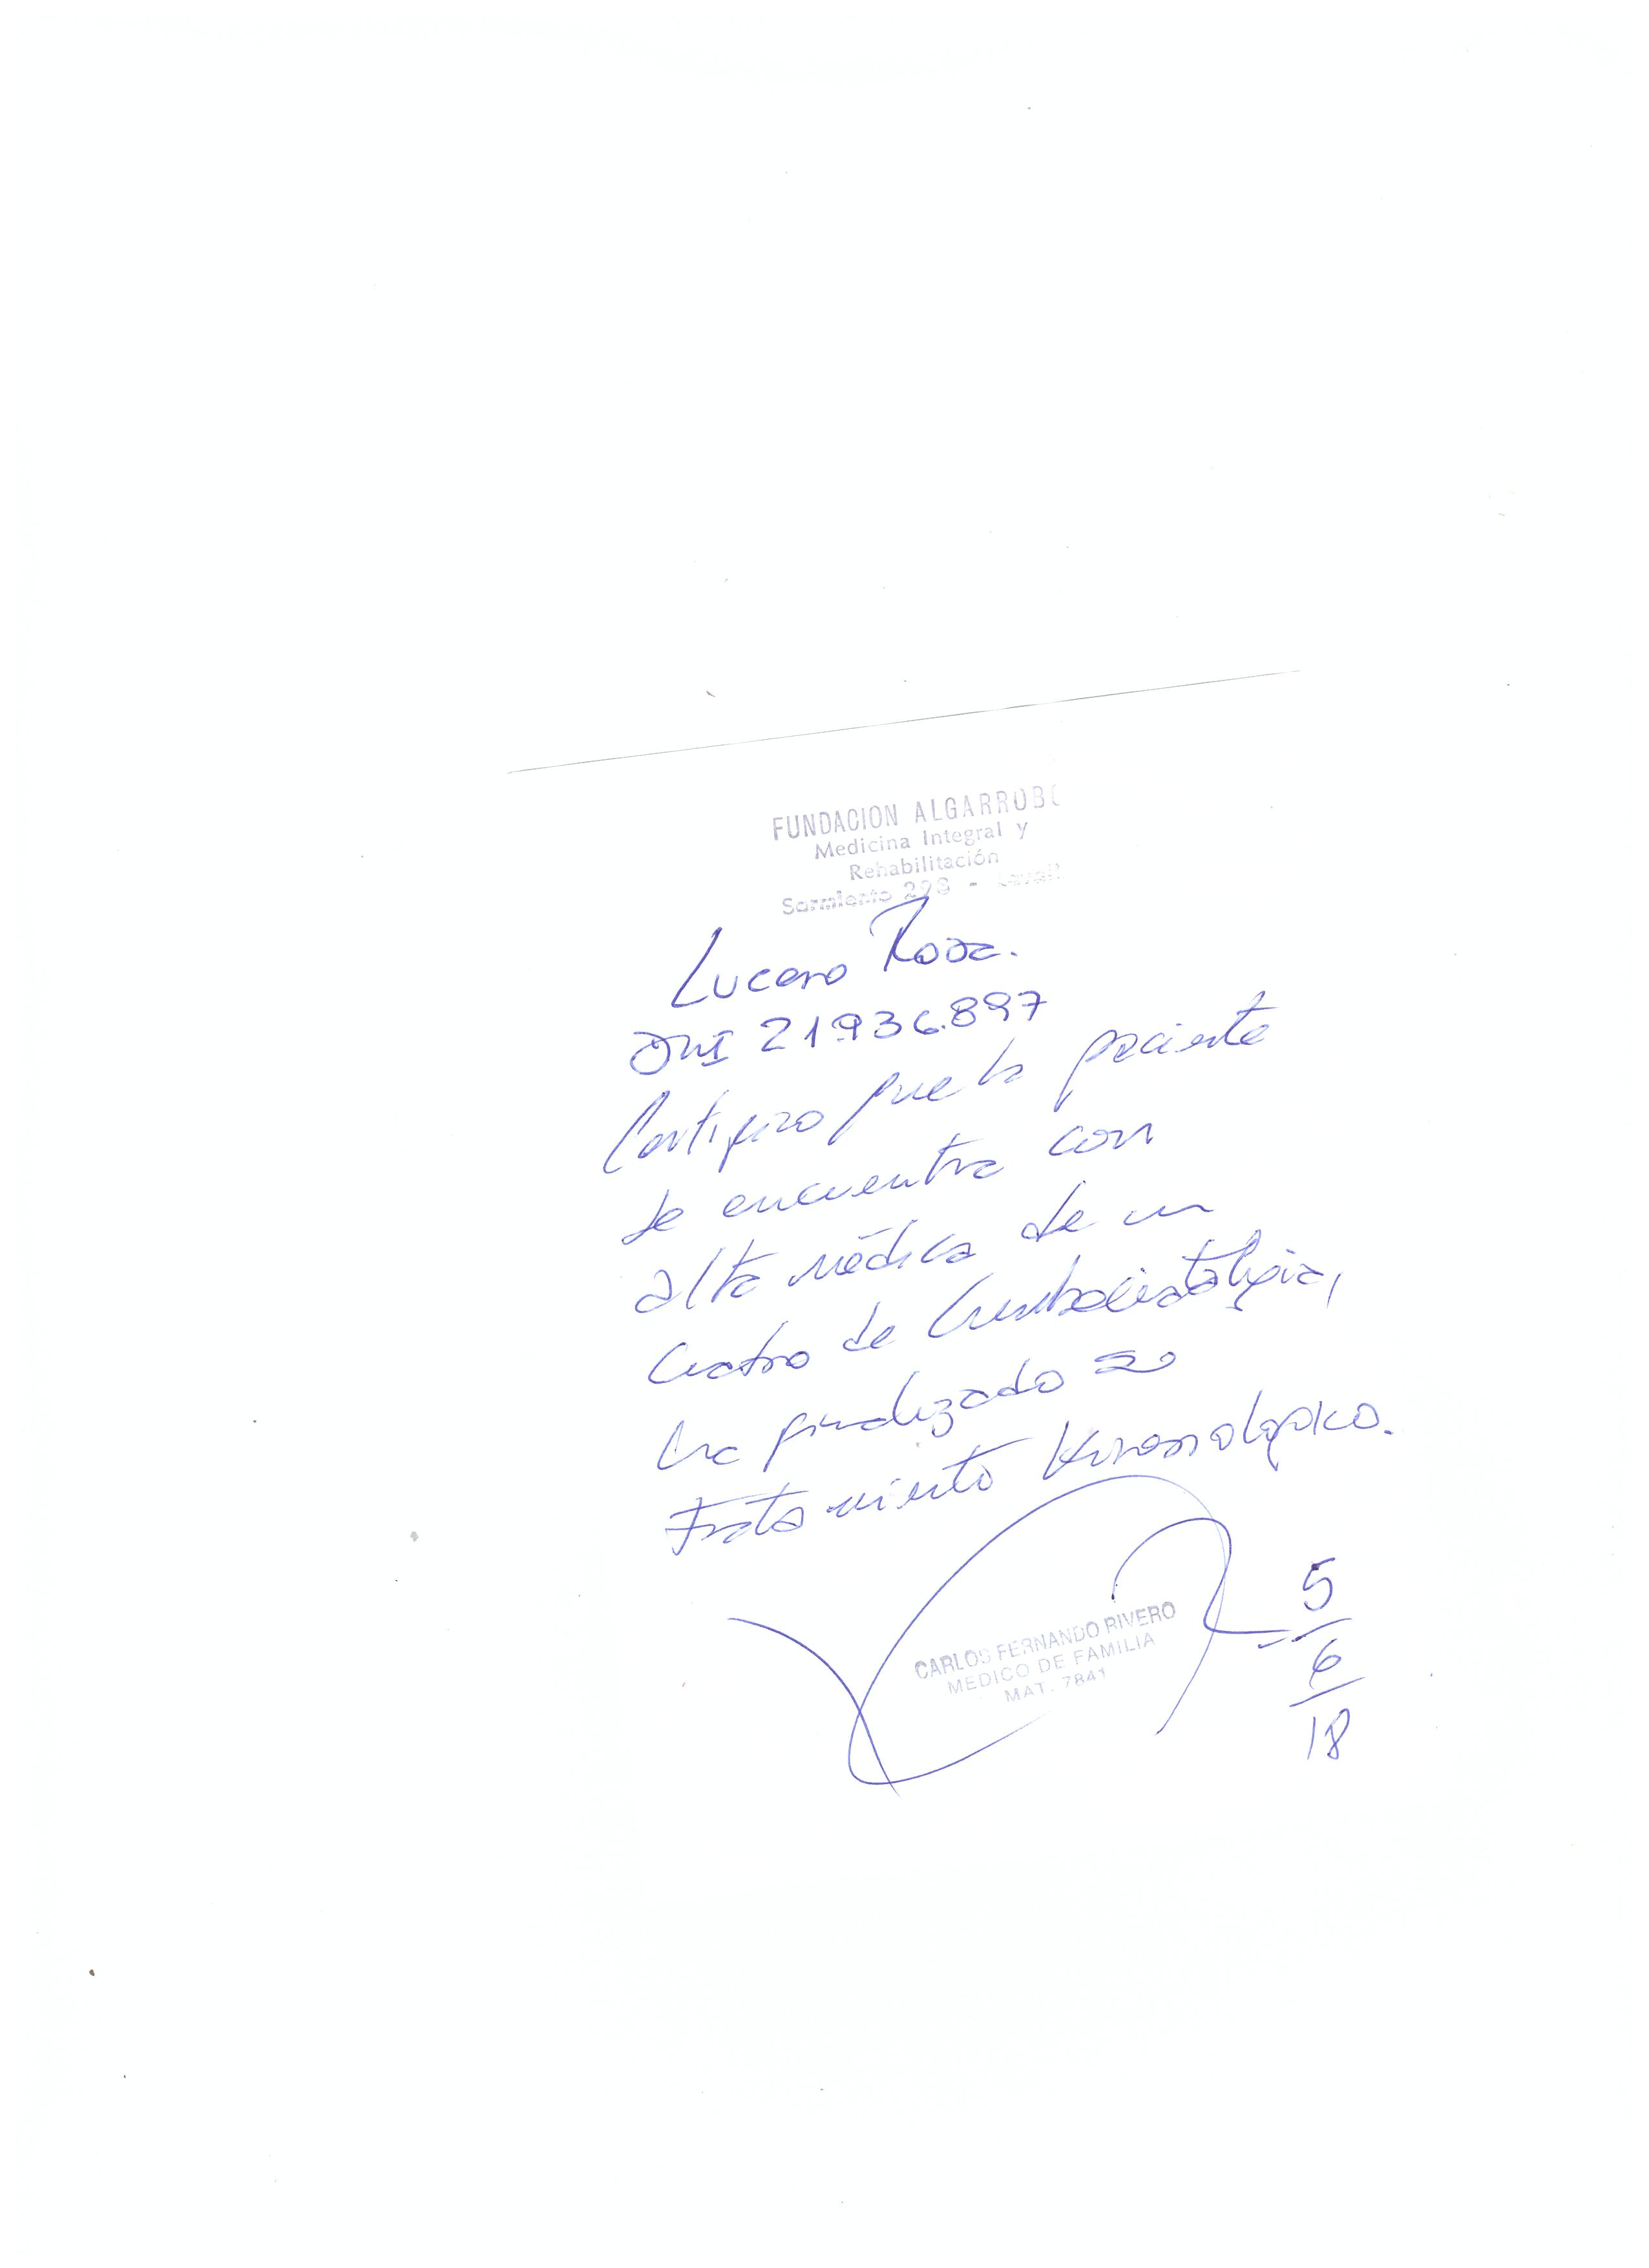 FUNDACION ALGARROBO
Medicina Integral y
Rehabilitación
Sarmiento 298 -
Lucero Rosa.
DNI 21.936.897
Certifico que la paciente
se encuentra con
alta médica de un
cuadro de Lumbociatalgia,
ha finalizado su
Tratamiento Kinesiológico.
CARLOS FERNANDO RIVERO
MEDICO DE FAMILIA
MAT. 7841
5
6
18